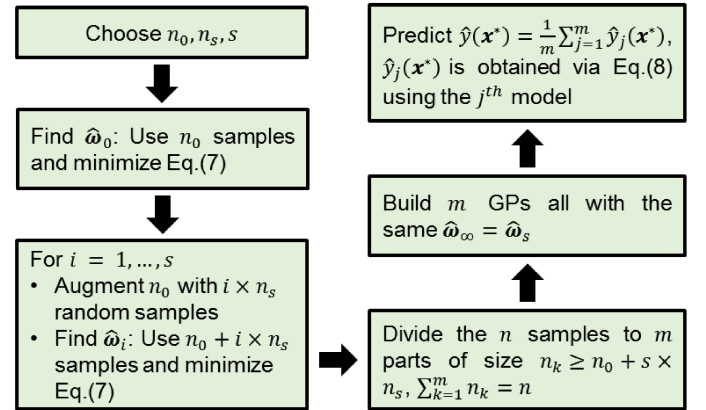 Choose n₀, nₛ, s
Find ω̂₀: Use n₀ samples
and minimize Eq.(7)
For i = 1, ..., s
• Augment n₀ with i × nₛ
random samples
• Find ω̂ᵢ: Use n₀ + i × nₛ
samples and minimize
Eq.(7)
Divide the n samples to m
parts of size nₖ ≥ n₀ + s ×
nₛ, ∑ᵐₖ₌₁ nₖ = n
Build m GPs all with the
same ω̂∞ = ω̂ₛ
Predict ŷ(x*) = 1/m ∑ᵐⱼ₌₁ ŷⱼ(x*),
ŷⱼ(x*) is obtained via Eq.(8)
using the jᵗʰ model